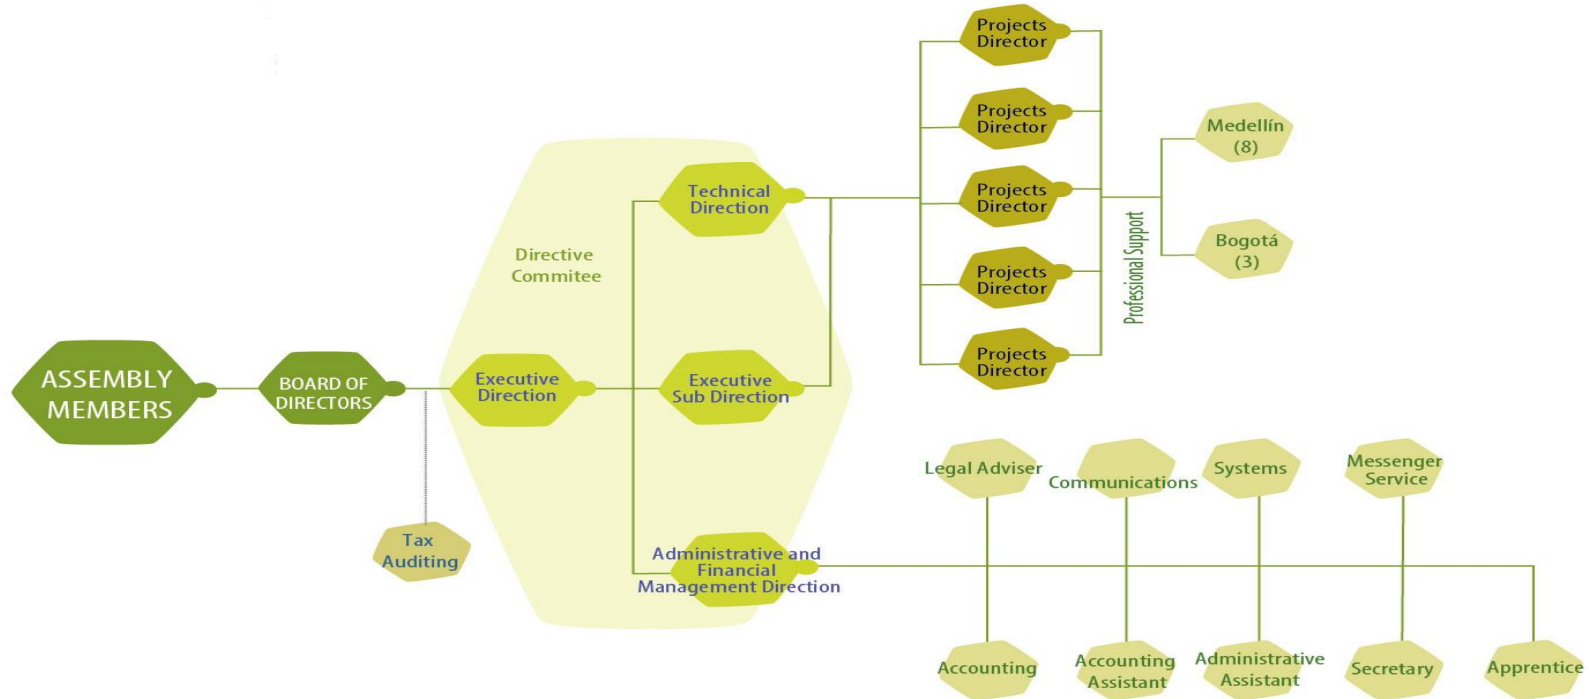 ASSEMBLY
MEMBERS
BOARD OF
DIRECTORS
Tax
Auditing
Directive
Commitee
Executive
Direction
Technical
Direction
Executive
Sub Direction
Administrative and
Financial
Management Direction
Projects
Director
Projects
Director
Projects
Director
Projects
Director
Projects
Director
Professional Support
Medellín
(8)
Bogotá
(3)
Legal Adviser
Communications
Systems
Messenger
Service
Accounting
Accounting
Assistant
Administrative
Assistant
Secretary
Apprentice